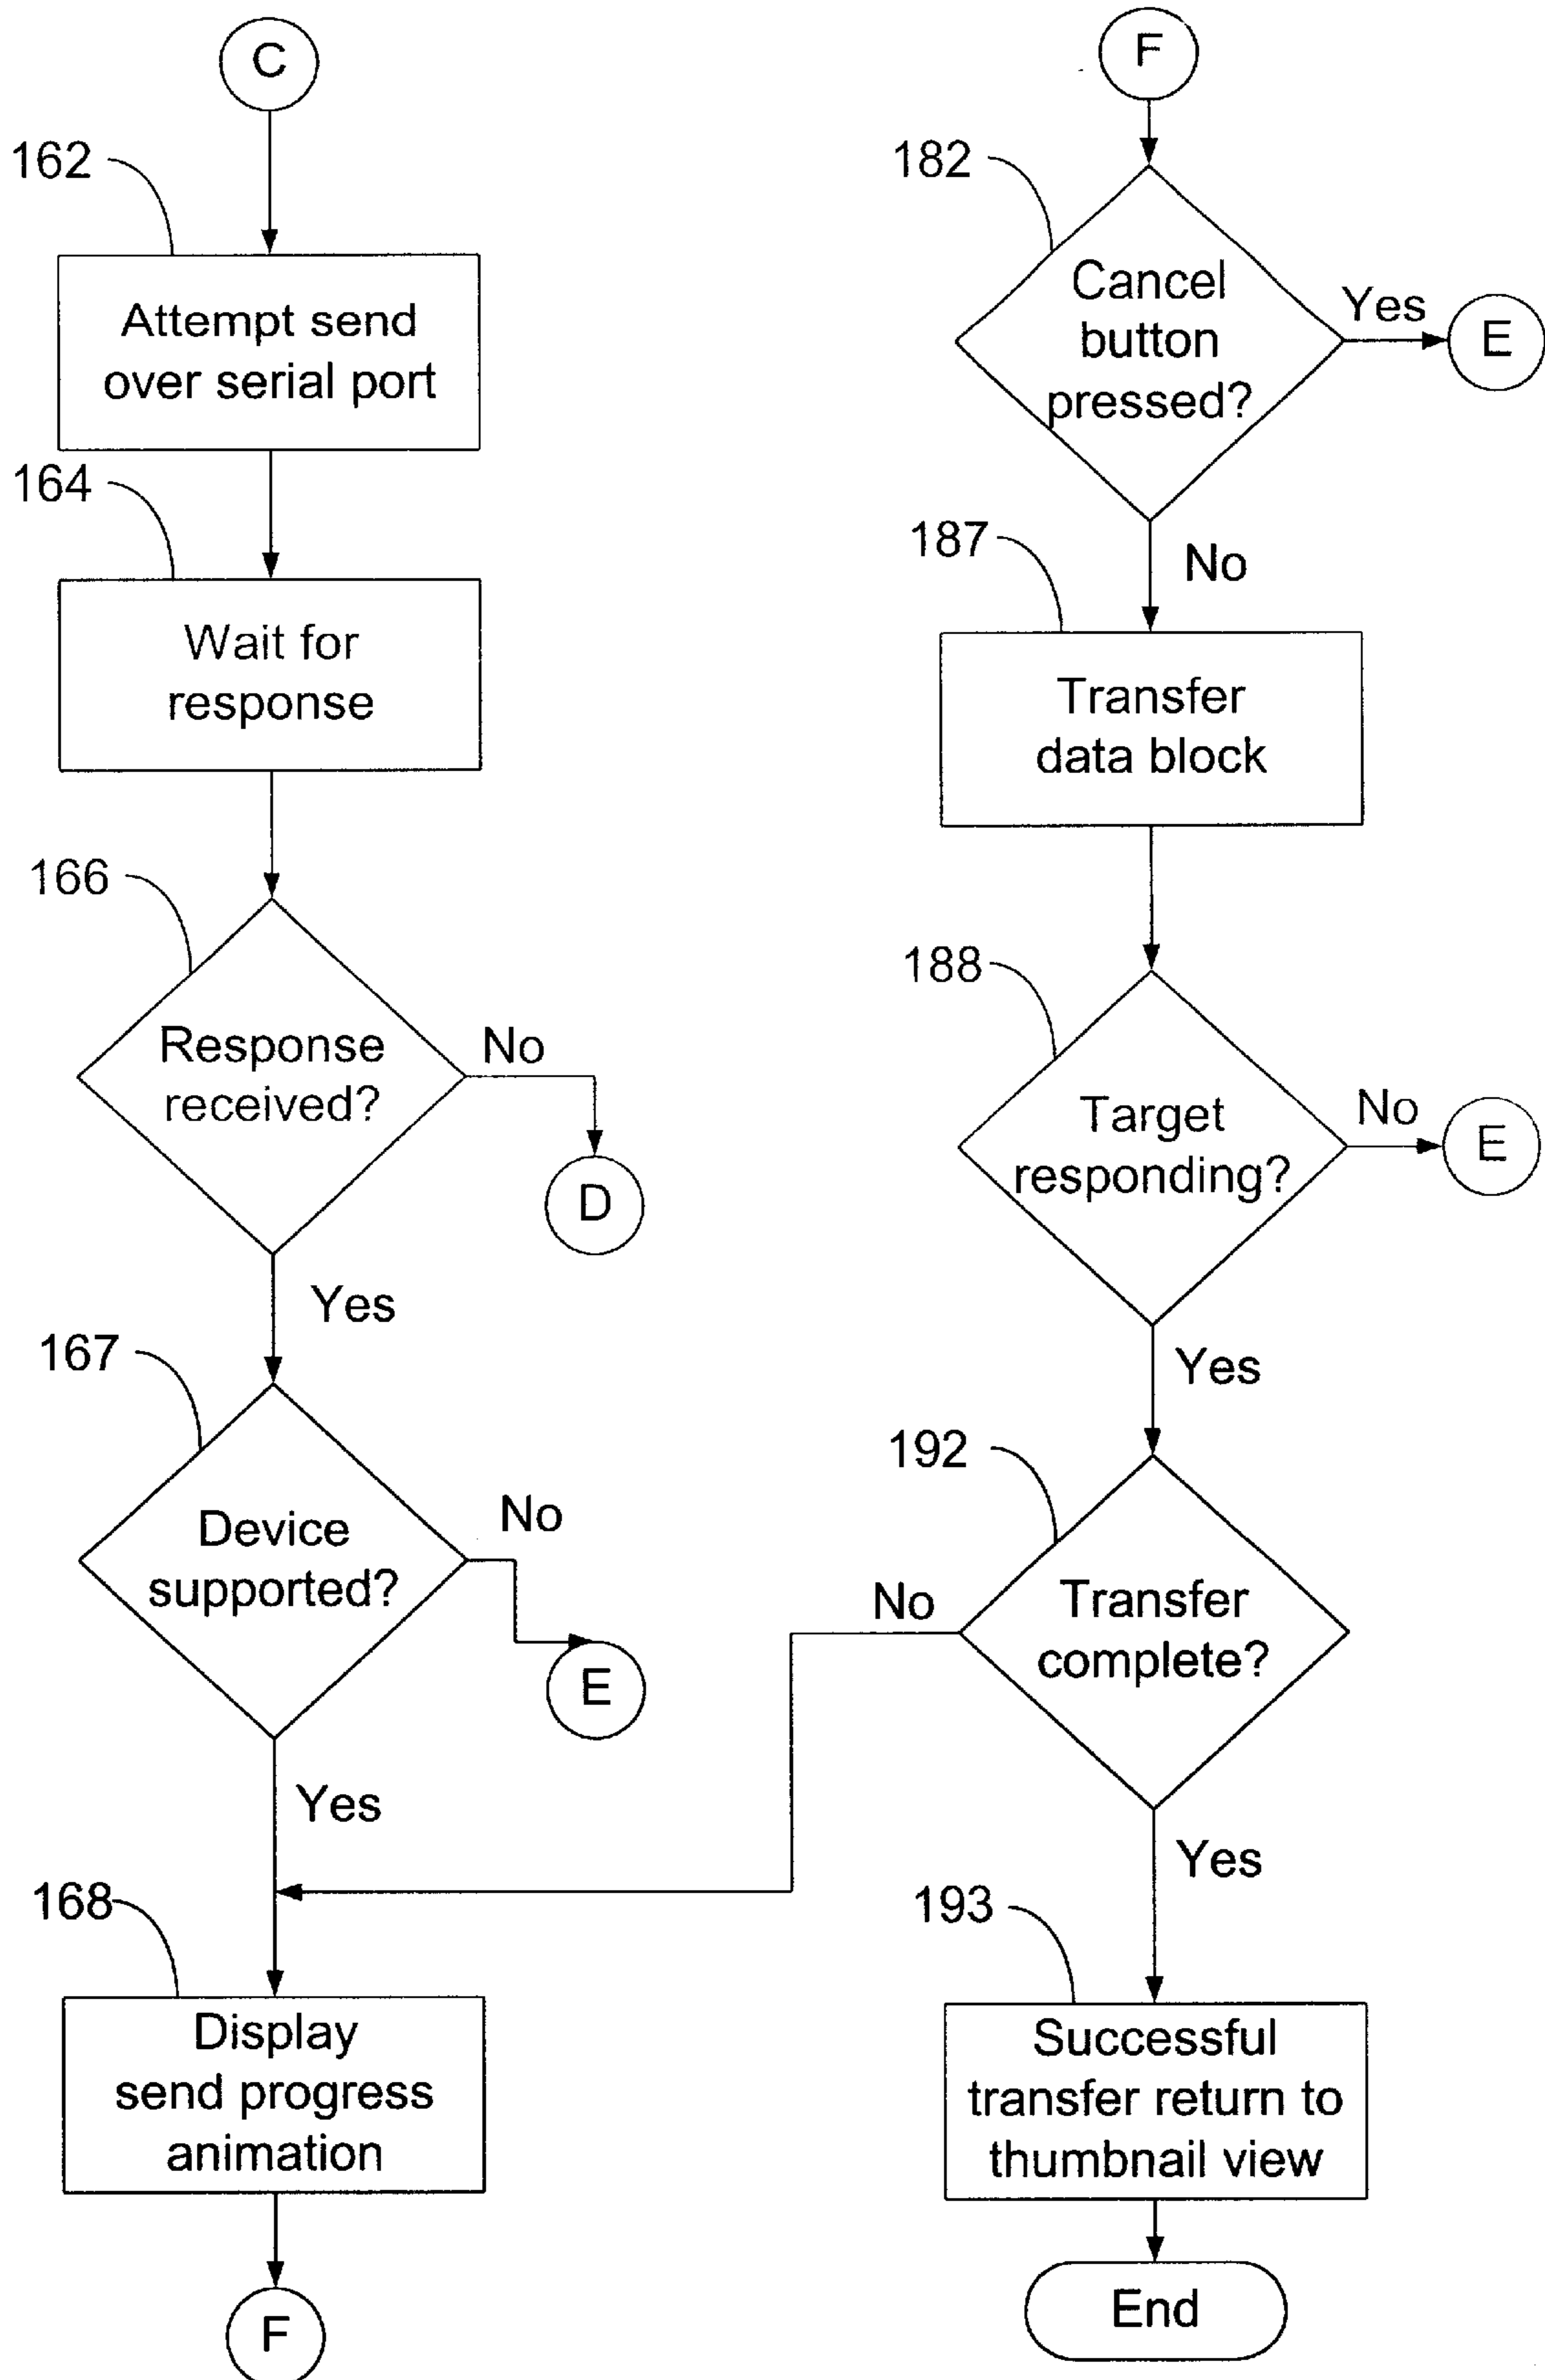 C
162
Attempt send
over serial port
164
Wait for
response
166
Response
received?
No
D
Yes
167
Device
supported?
No
E
Yes
168
Display
send progress
animation
F
F
182
Cancel
button
pressed?
Yes
E
No
187
Transfer
data block
188
Target
responding?
No
E
Yes
192
Transfer
complete?
No
Yes
193
Successful
transfer return to
thumbnail view
End